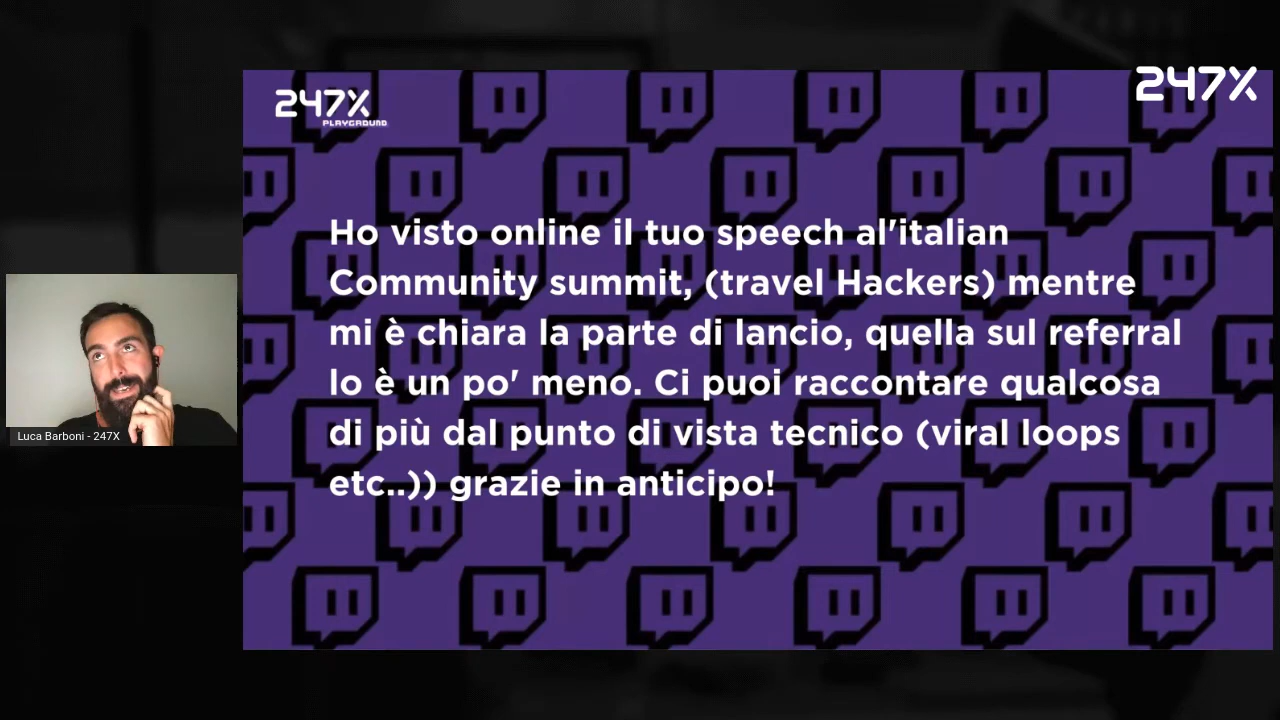 247X
PLAYGROUND
247X
Ho visto online il tuo speech al'italian
Community summit, (travel Hackers) mentre
mi è chiara la parte di lancio, quella sul referral
lo è un po' meno. Ci puoi raccontare qualcosa
di più dal punto di vista tecnico (viral loops
etc..)) grazie in anticipo!
Luca Barboni - 247X